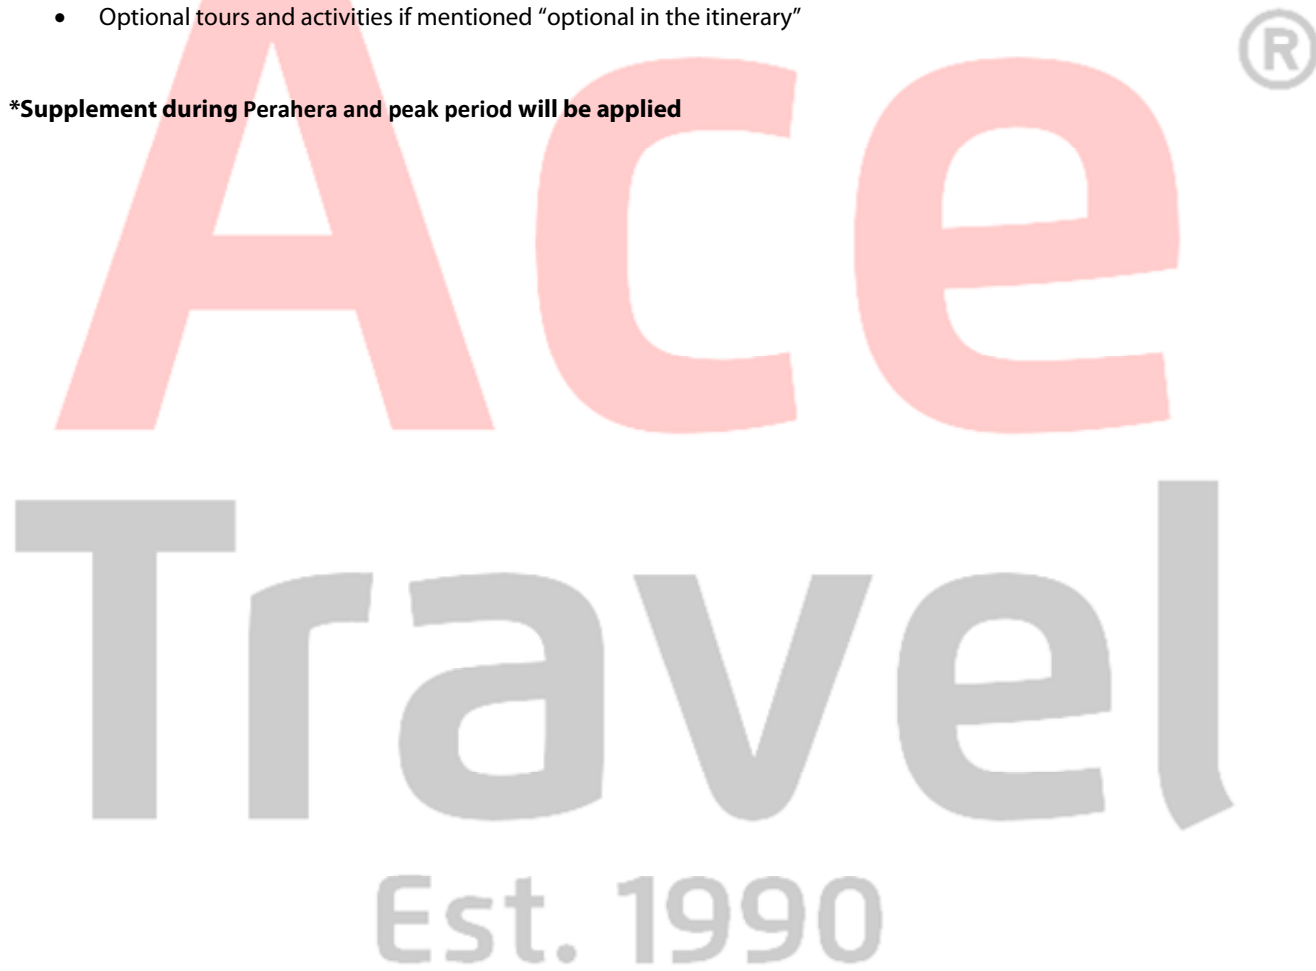 • Optional tours and activities if mentioned “optional in the itinerary”
®
*Supplement during Perahera and peak period will be applied
Ace
Travel
Est. 1990